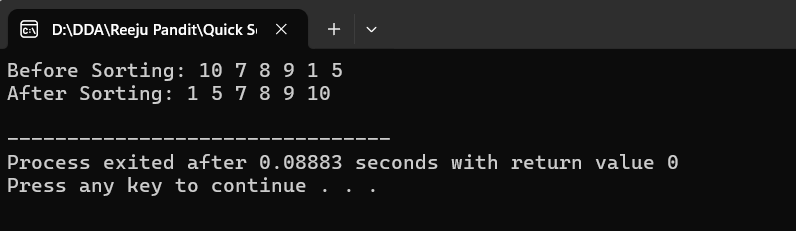 D:\DDA\Reeju Pandit\Quick S
Before Sorting: 10 7 8 9 1 5
After Sorting: 1 5 7 8 9 10
--------------------------------
Process exited after 0.08883 seconds with return value 0
Press any key to continue . . .